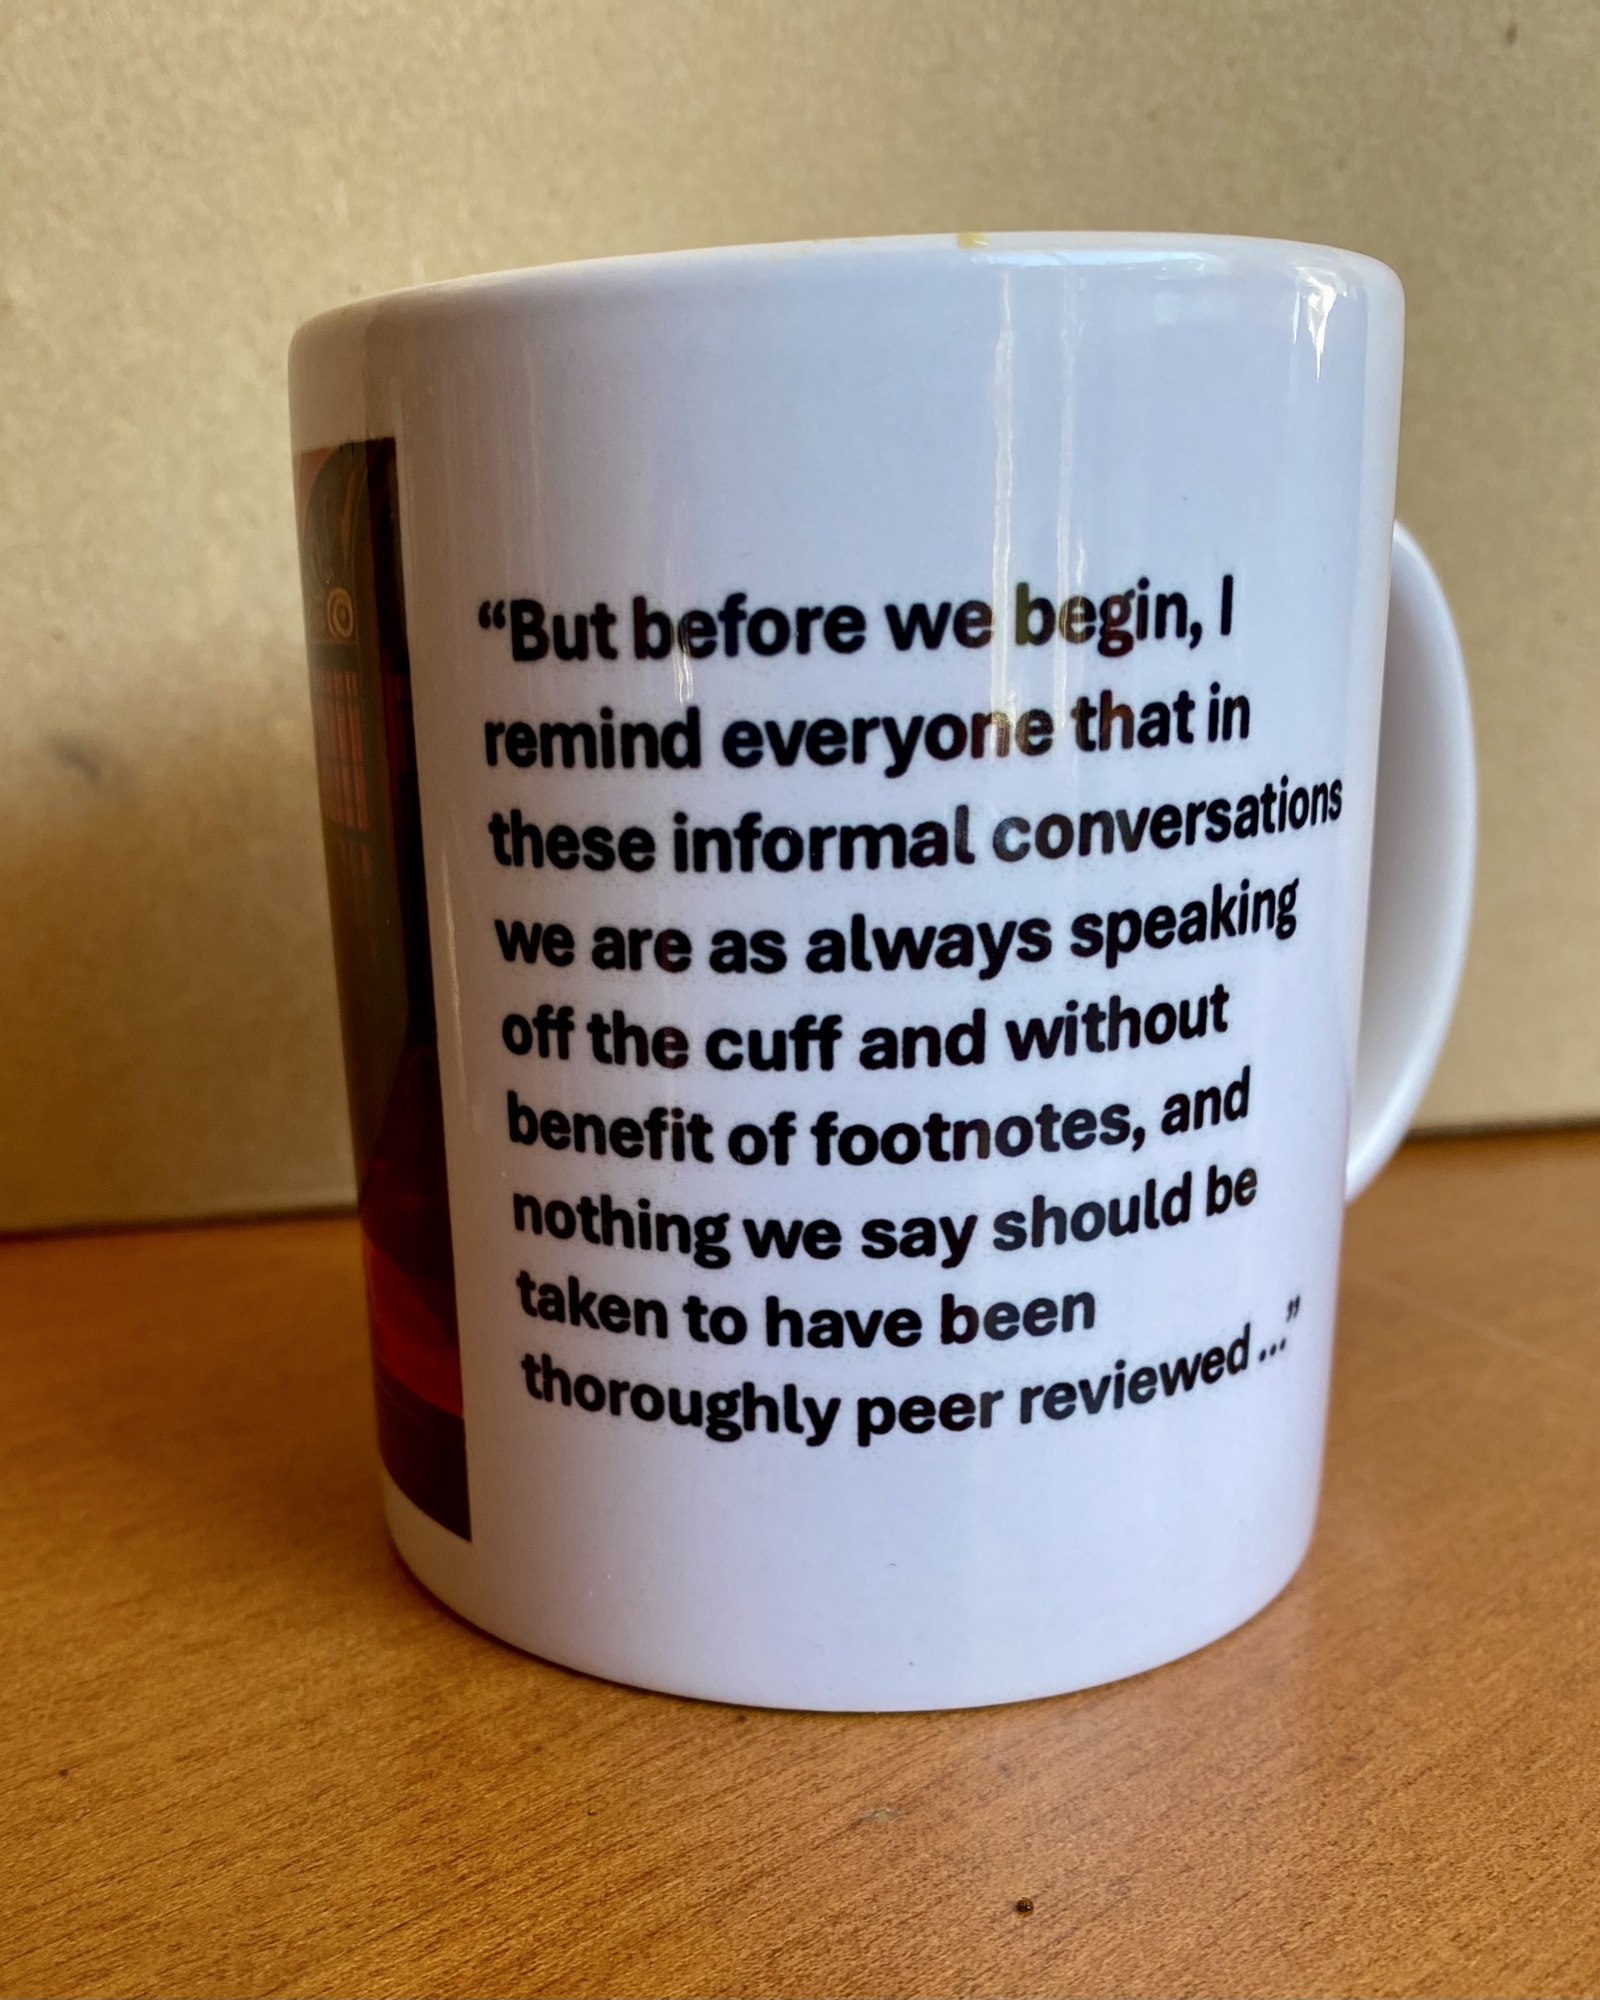 “But before we begin, I
remind everyone that in
these informal conversations
we are as always speaking
off the cuff and without
benefit of footnotes, and
nothing we say should be
taken to have been
thoroughly peer reviewed...”